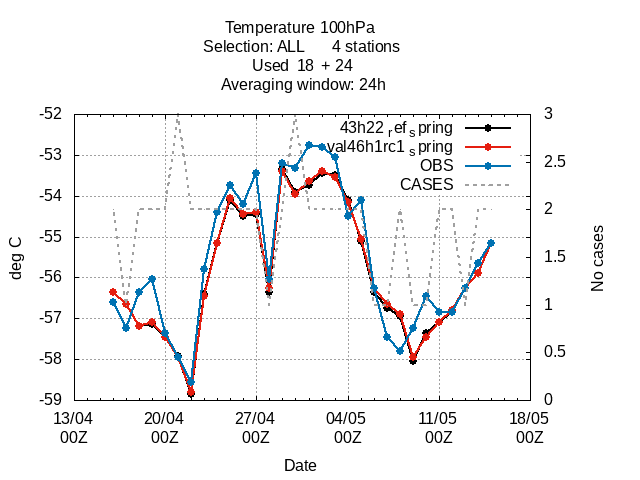 Temperature 100hPa
Selection: ALL 4 stations
Used 18 + 24
Averaging window: 24h
43h22 refspring
val46h1rc1 spring
OBS
CASES
-52
-53
-54
-55
-56
-57
-58
-59
deg C
3
2.5
2
1.5
1
0.5
0
No cases
13/04 20/04 27/04 04/05 11/05 18/05
00Z 00Z 00Z 00Z 00Z 00Z
Date